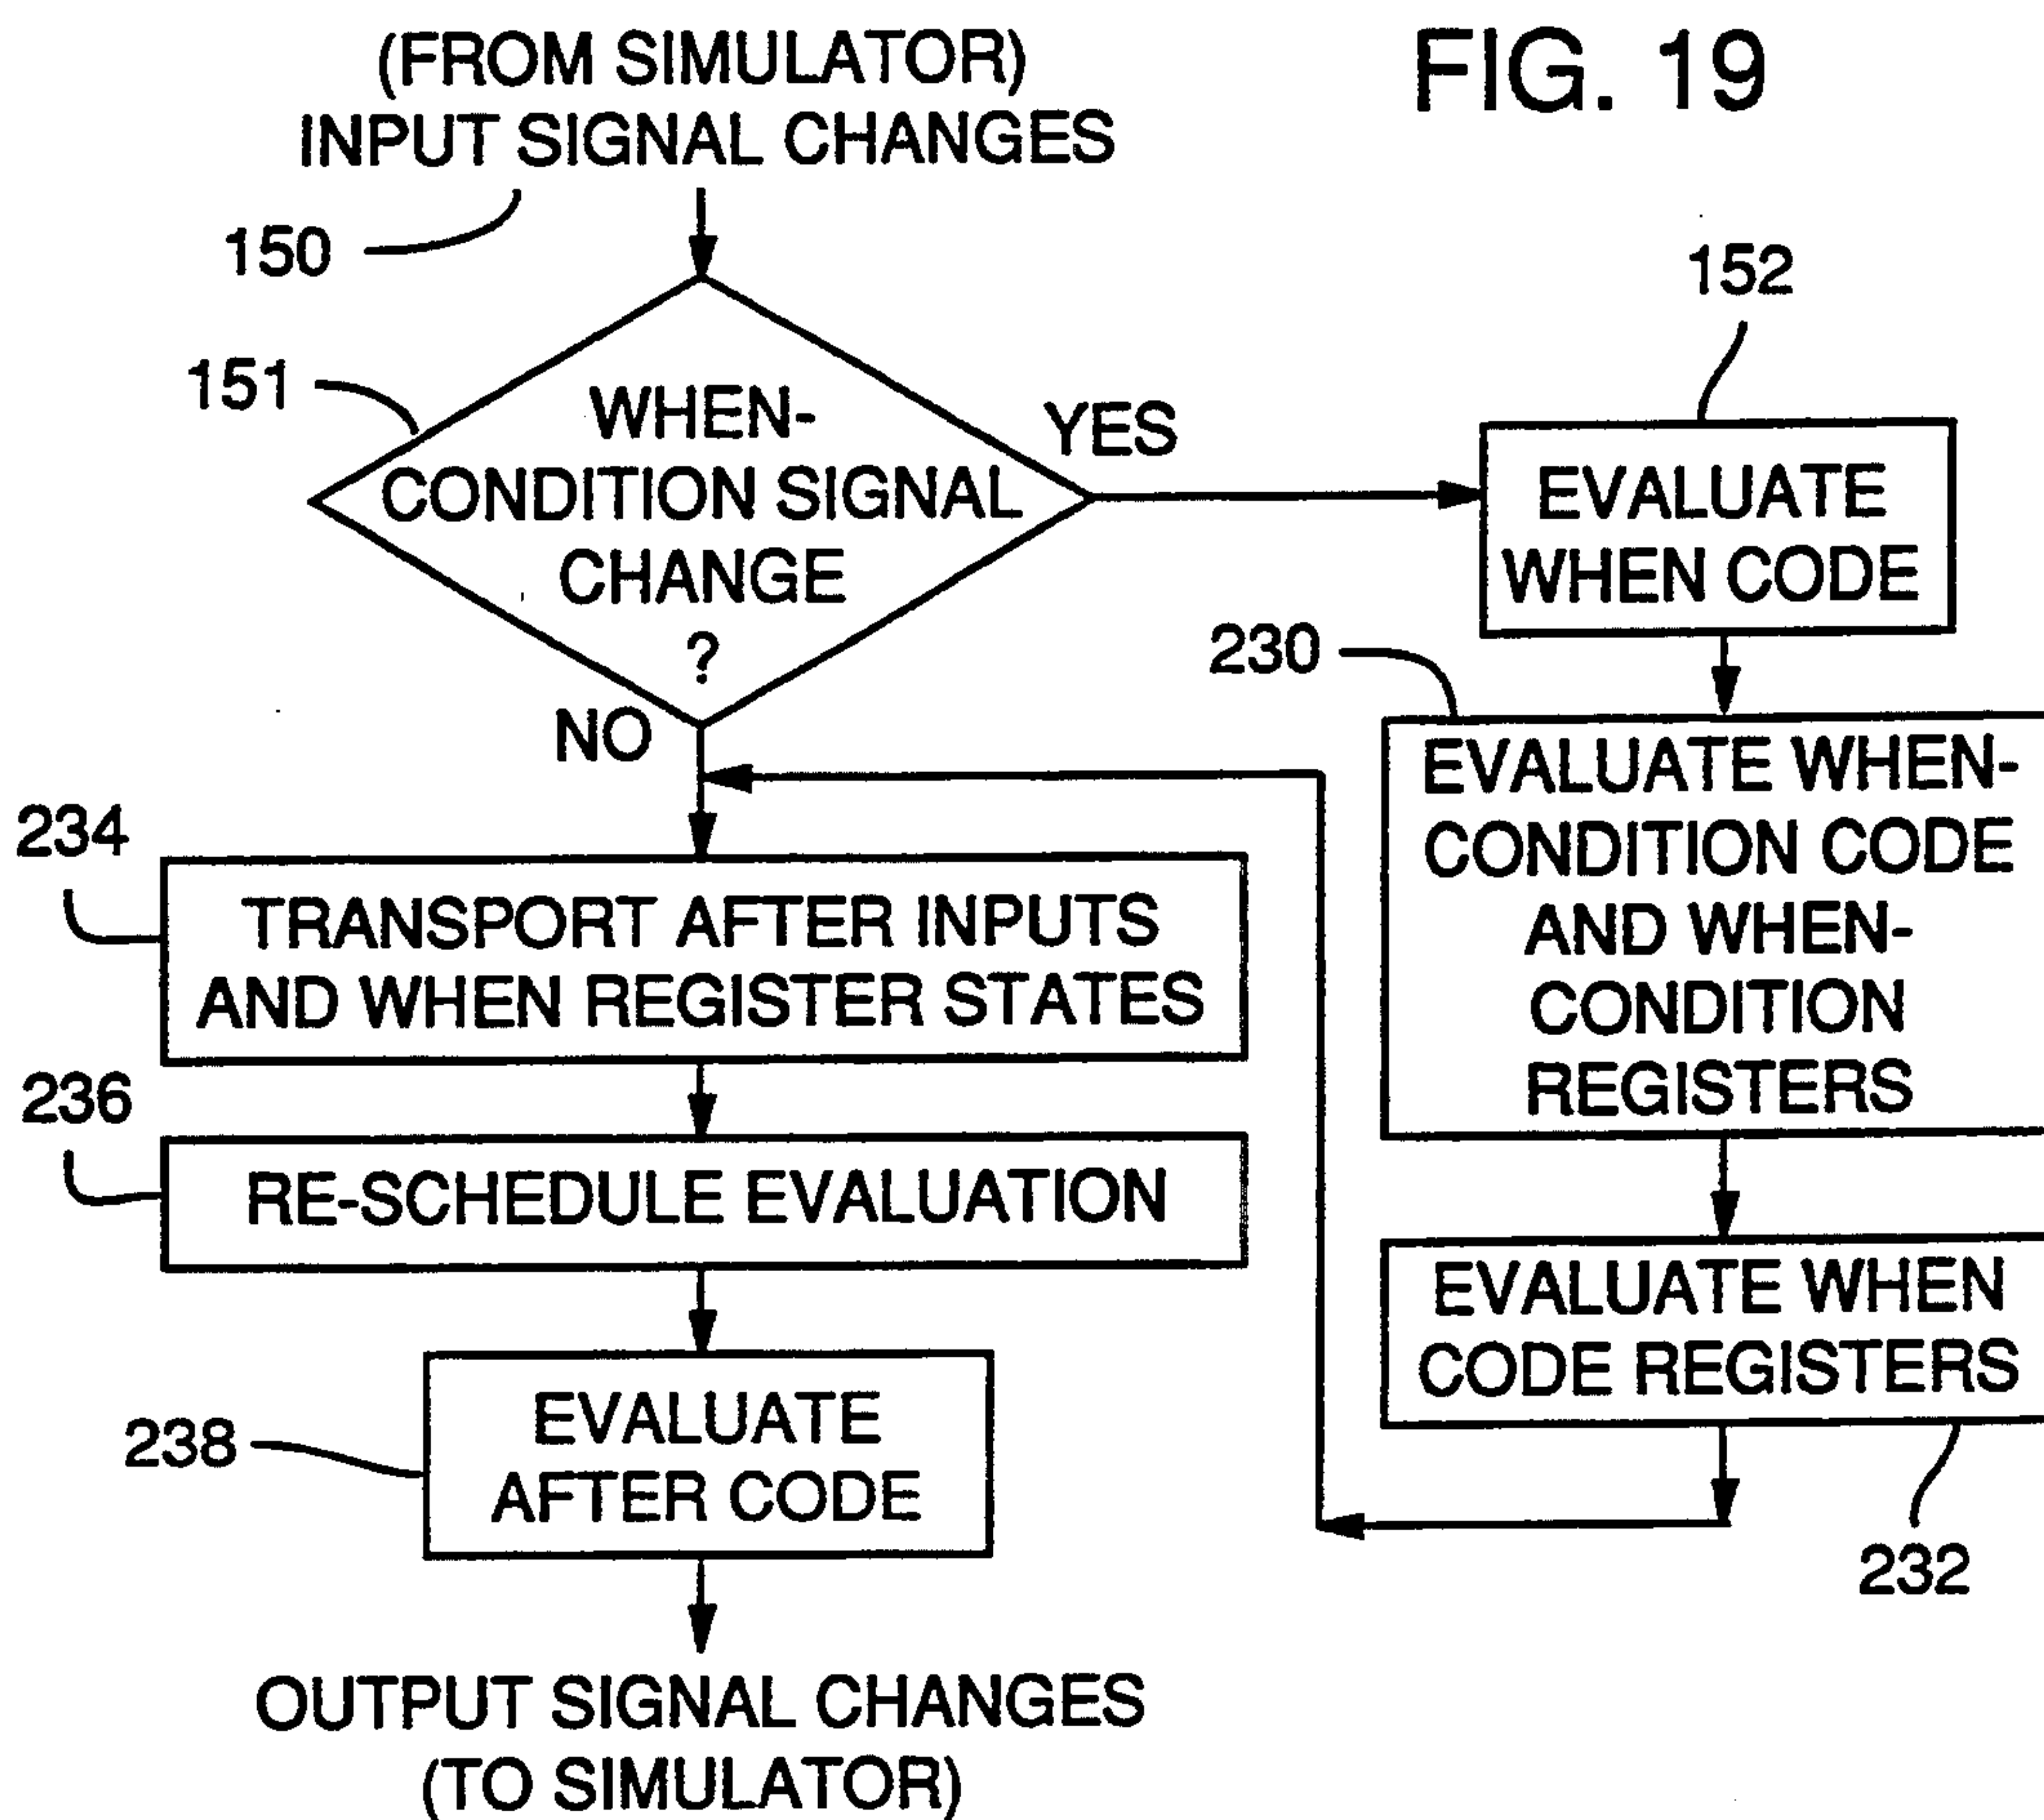 (FROM SIMULATOR)
INPUT SIGNAL CHANGES
FIG. 19
150
151
WHEN-
CONDITION SIGNAL
CHANGE
?
YES
NO
152
EVALUATE
WHEN CODE
230
EVALUATE WHEN-
CONDITION CODE
AND WHEN-
CONDITION
REGISTERS
EVALUATE WHEN
CODE REGISTERS
232
234
TRANSPORT AFTER INPUTS
AND WHEN REGISTER STATES
236
RE-SCHEDULE EVALUATION
238
EVALUATE
AFTER CODE
OUTPUT SIGNAL CHANGES
(TO SIMULATOR)